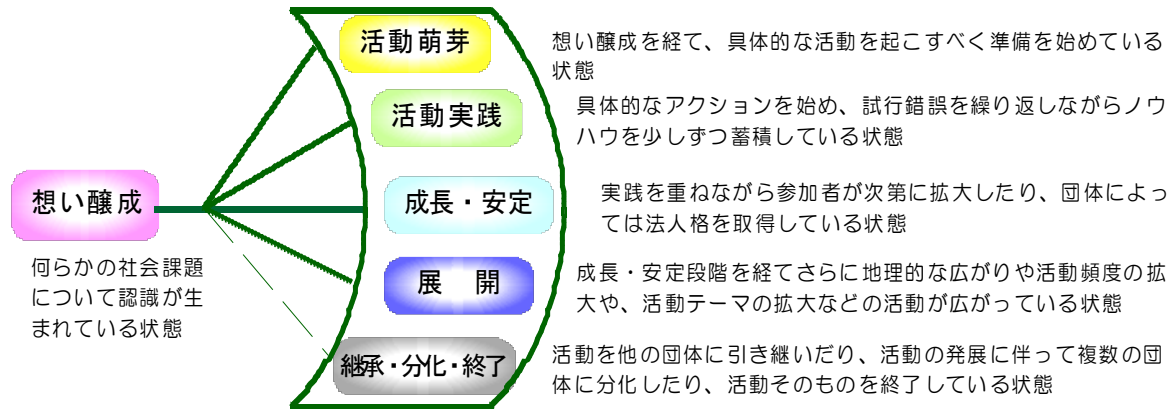 活動萌芽
想い醸成を経て、具体的な活動を起こすべく準備を始めている
状態
活動実践
具体的なアクションを始め、試行錯誤を繰り返しながらノウ
ハウを少しずつ蓄積している状態
想い醸成
何らかの社会課題
について認識が生
まれている状態
成長・安定
実践を重ねながら参加者が次第に拡大したり、団体によっ
ては法人格を取得している状態
展　開
成長・安定段階を経てさらに地理的な広がりや活動頻度の拡
大や、活動テーマの拡大などの活動が広がっている状態
継承・分化・終了
活動を他の団体に引き継いだり、活動の発展に伴って複数の団
体に分化したり、活動そのものを終了している状態